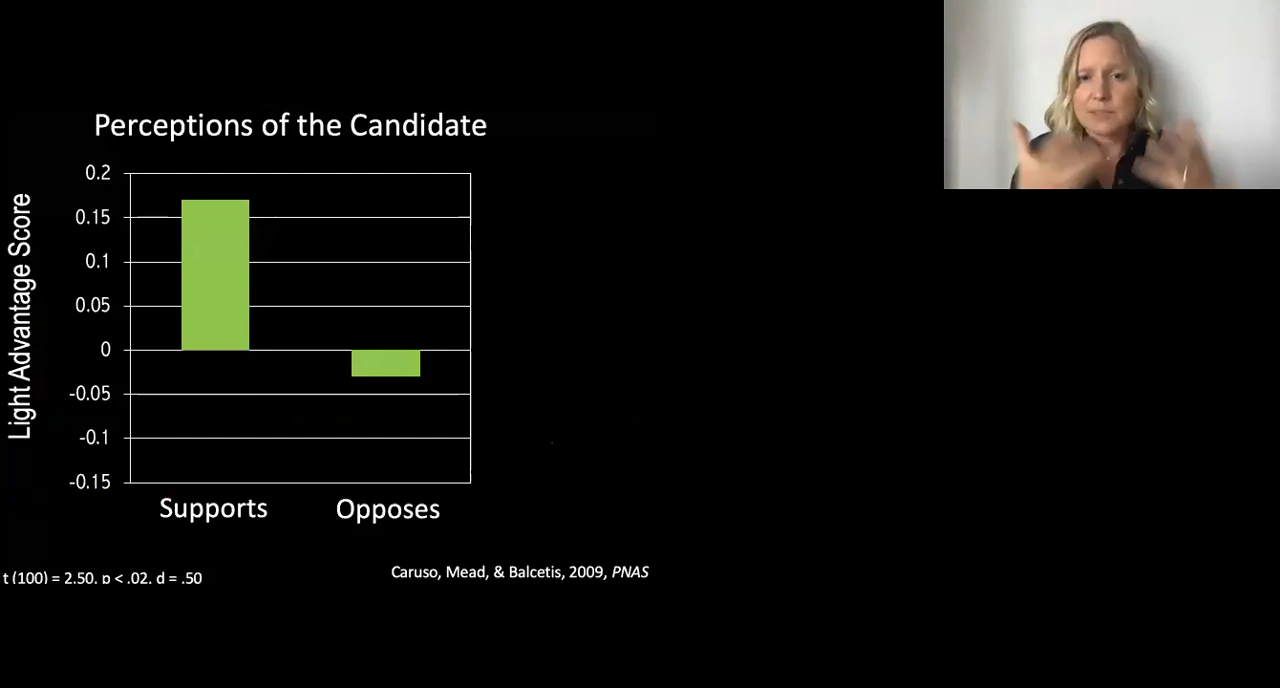 Perceptions of the Candidate
Light Advantage Score
0.2
0.15
0.1
0.05
0
-0.05
-0.1
-0.15
Supports Opposes
t (100) = 2.50, p < .02, d = .50
Caruso, Mead, & Balcetis, 2009, PNAS